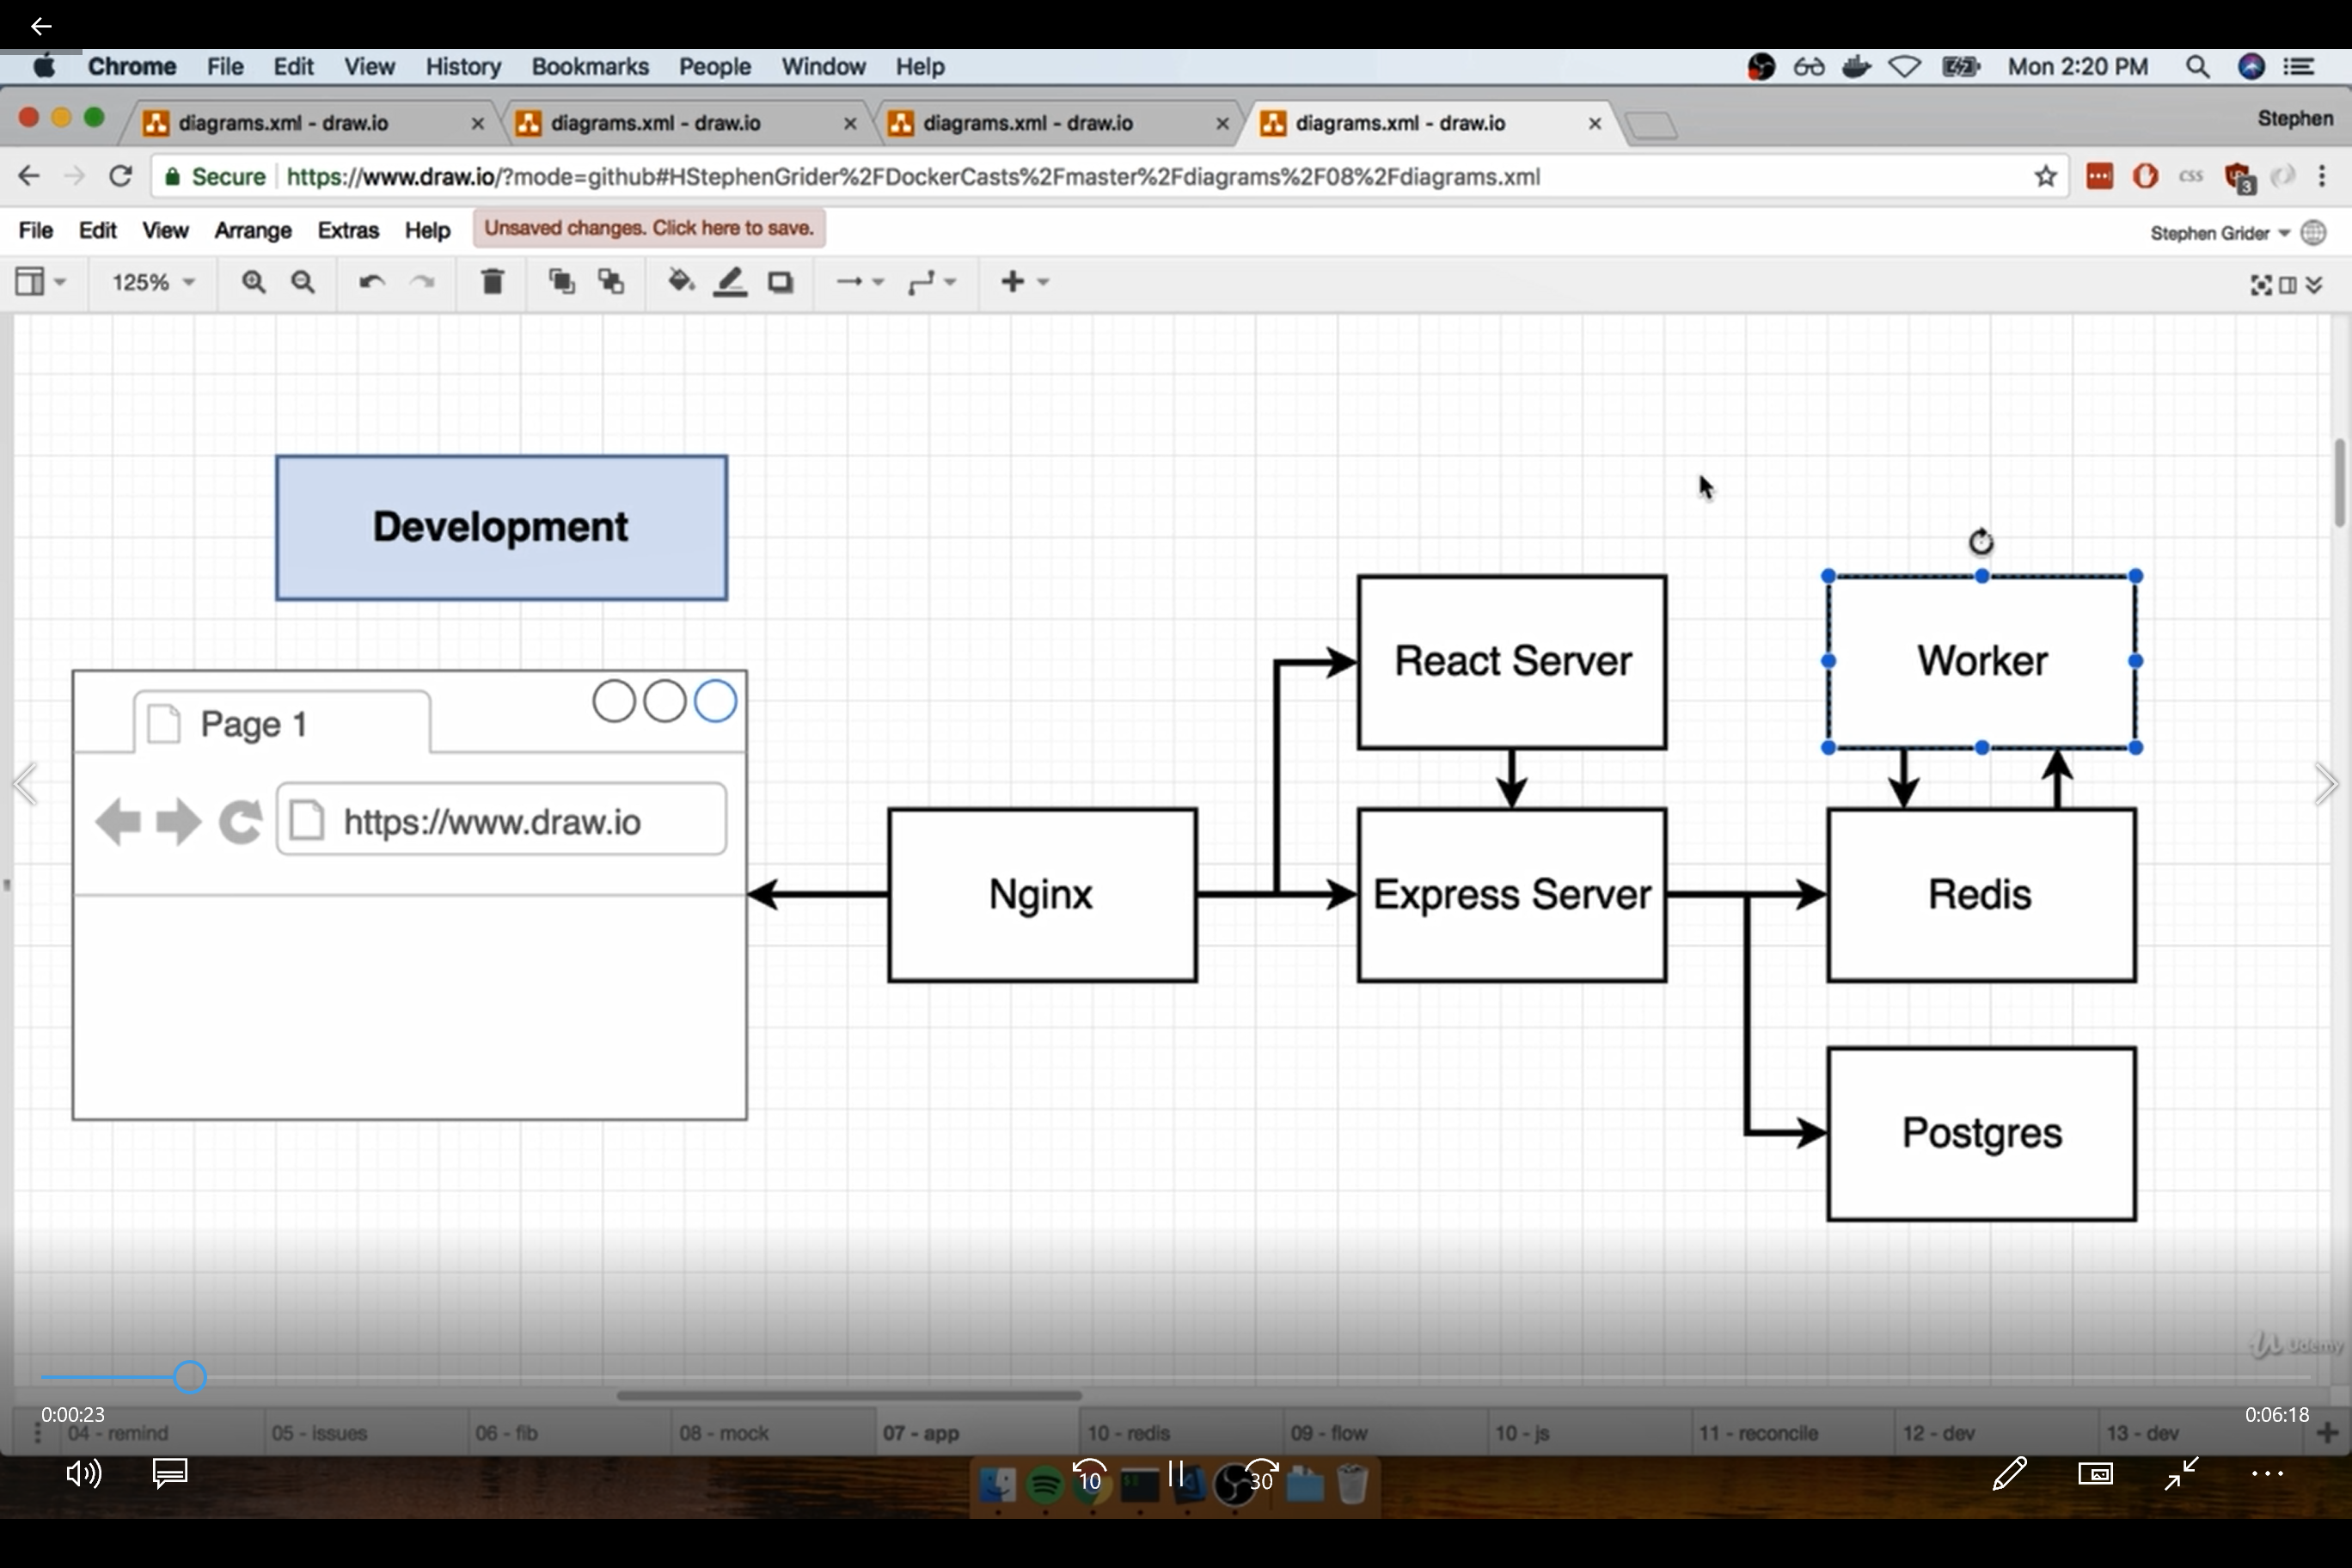 Chrome File Edit View History Bookmarks People Window Help Mon 2:20 PM
diagrams.xml - draw.io diagrams.xml - draw.io diagrams.xml - draw.io diagrams.xml - draw.io Stephen
Secure https://www.draw.io/?mode=github#HStephenGrider%2FDockerCasts%2Fmaster%2Fdiagrams%2F08%2Fdiagrams.xml css 3
File Edit View Arrange Extras Help Unsaved changes. Click here to save. Stephen Grider
125%
Development
React Server
Worker
Page 1
https://www.draw.io
Nginx
Express Server
Redis
Postgres
Udemy
0:00:23 0:06:18
04 - remind 05 - issues 06 - fib 08 - mock 07 - app 10 - redis 09 - flow 10 - js 11 - reconcile 12 - dev 13 - dev
10 30